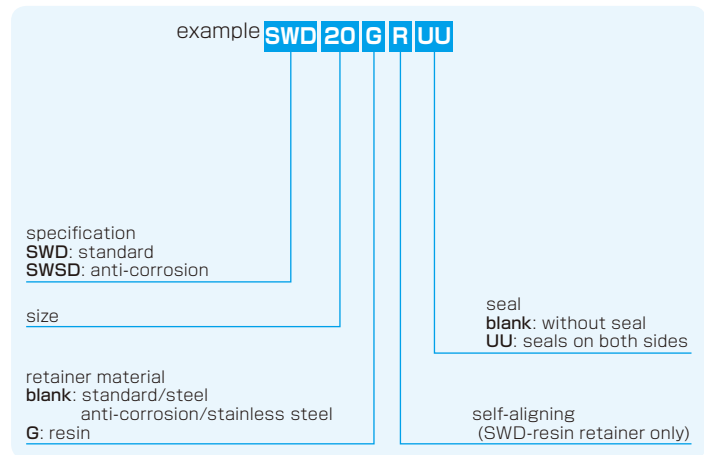 example SWD 20 G R UU
specification
SWD: standard
SWSD: anti-corrosion
size
seal
blank: without seal
UU: seals on both sides
retainer material
blank: standard/steel
anti-corrosion/stainless steel
G: resin
self-aligning
(SWD-resin retainer only)